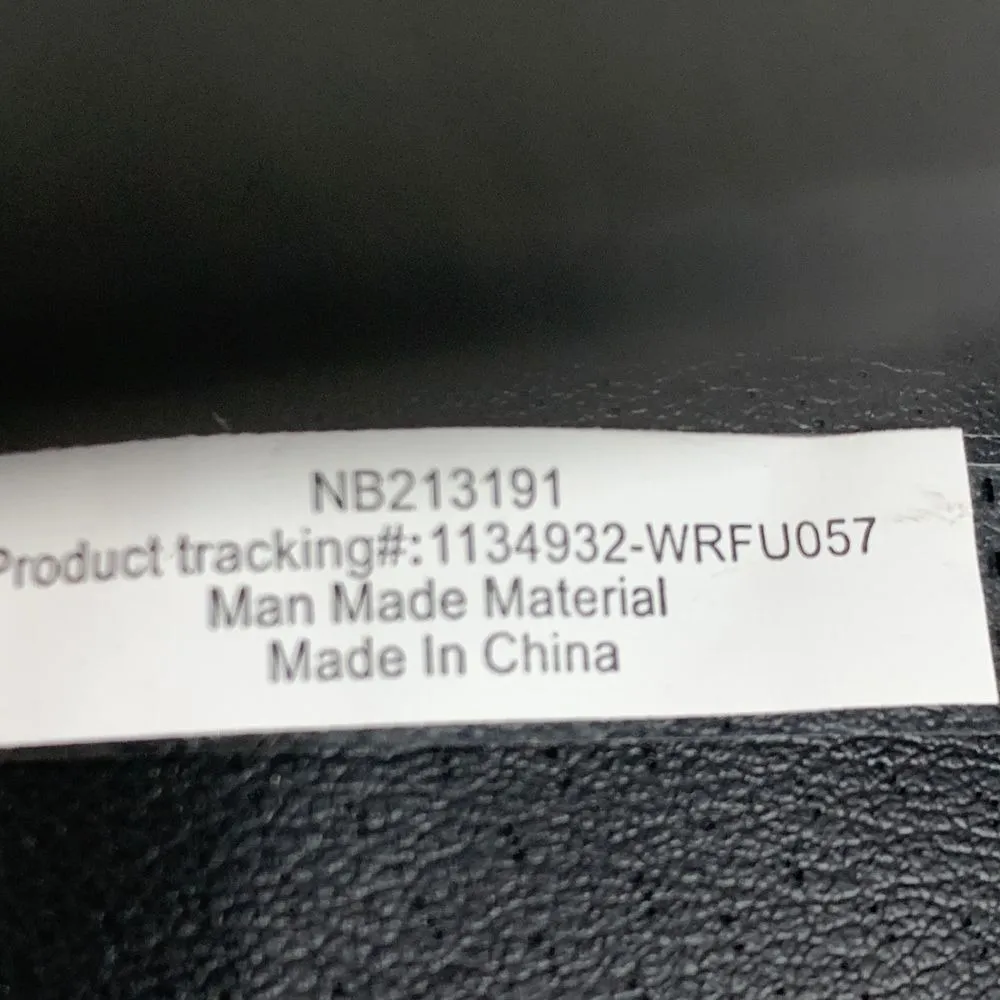 NB213191
Product tracking#:1134932-WRFU057
Man Made Material
Made In China